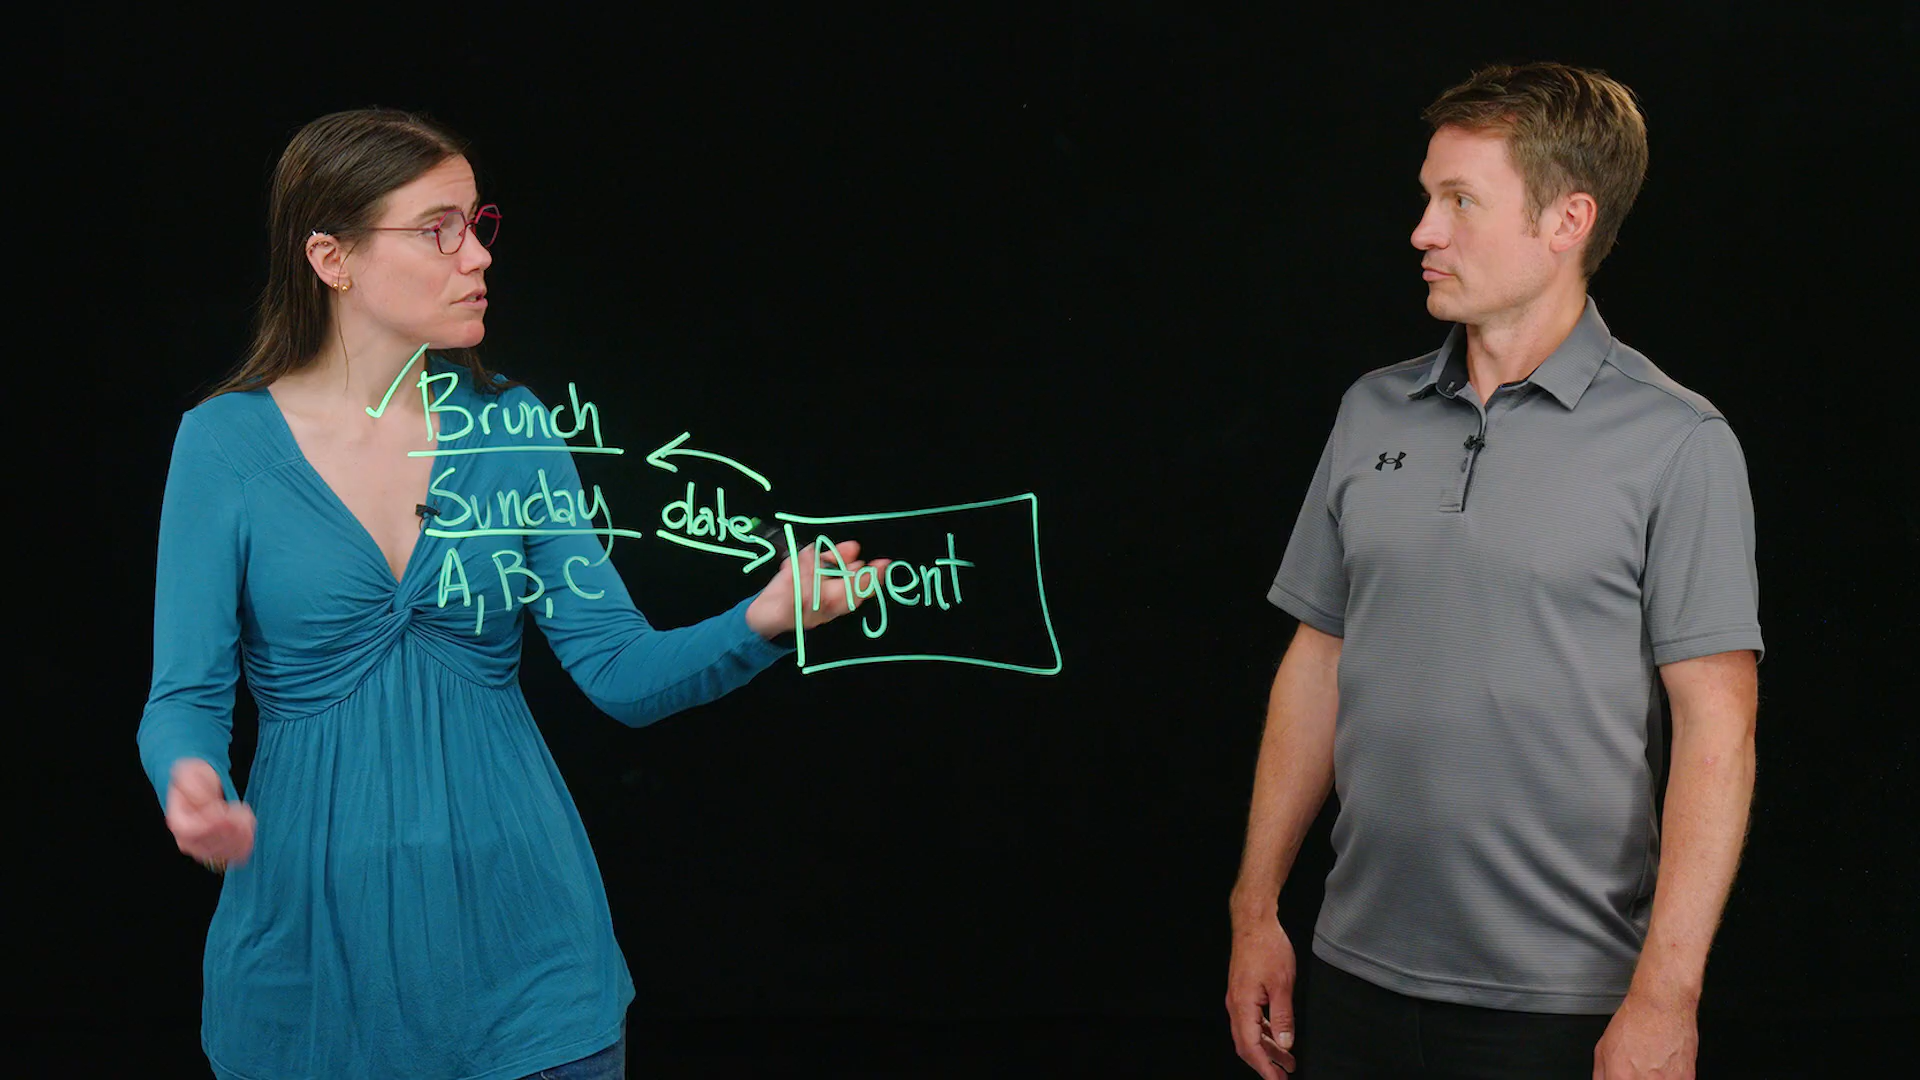 ✓Brunch
Sunday
A, B, C
date
Agent